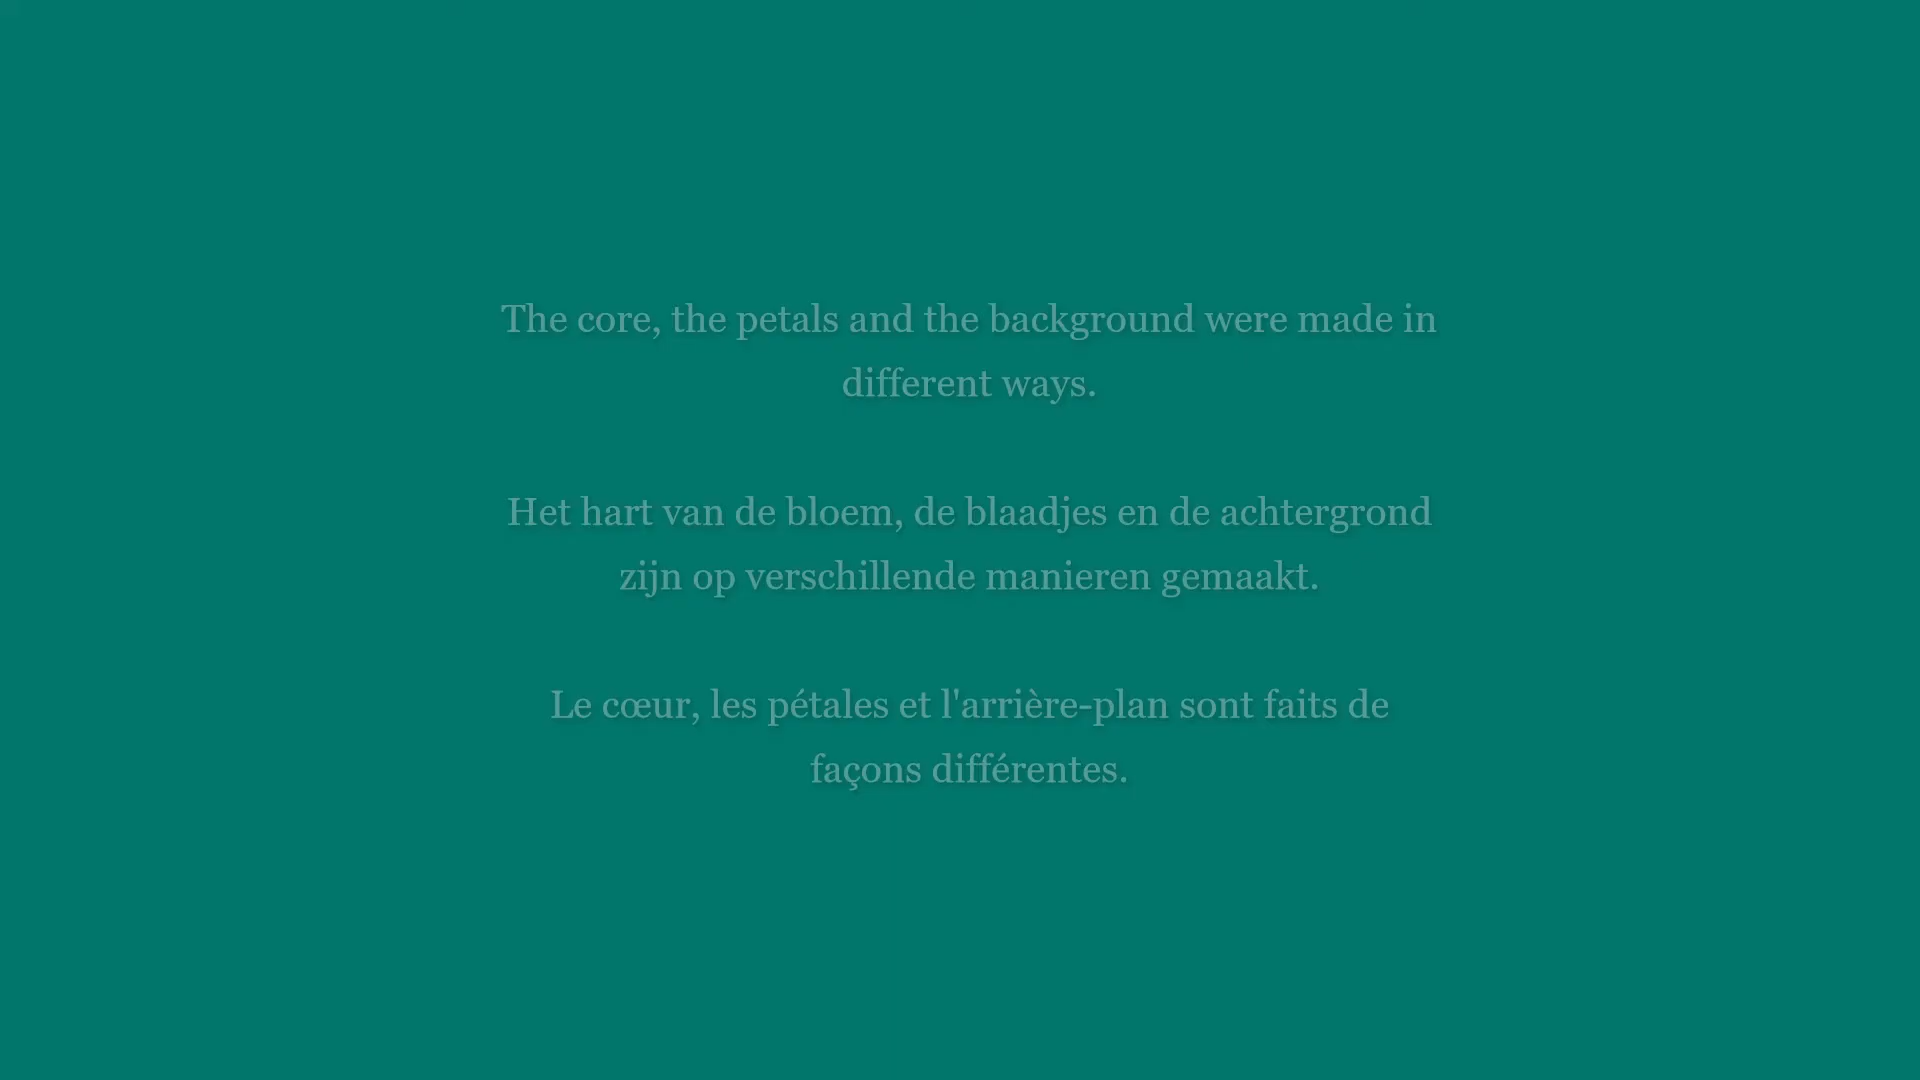 The core, the petals and the background were made in
different ways.
Het hart van de bloem, de blaadjes en de achtergrond
zijn op verschillende manieren gemaakt.
Le cœur, les pétales et l'arrière-plan sont faits de
façons différentes.